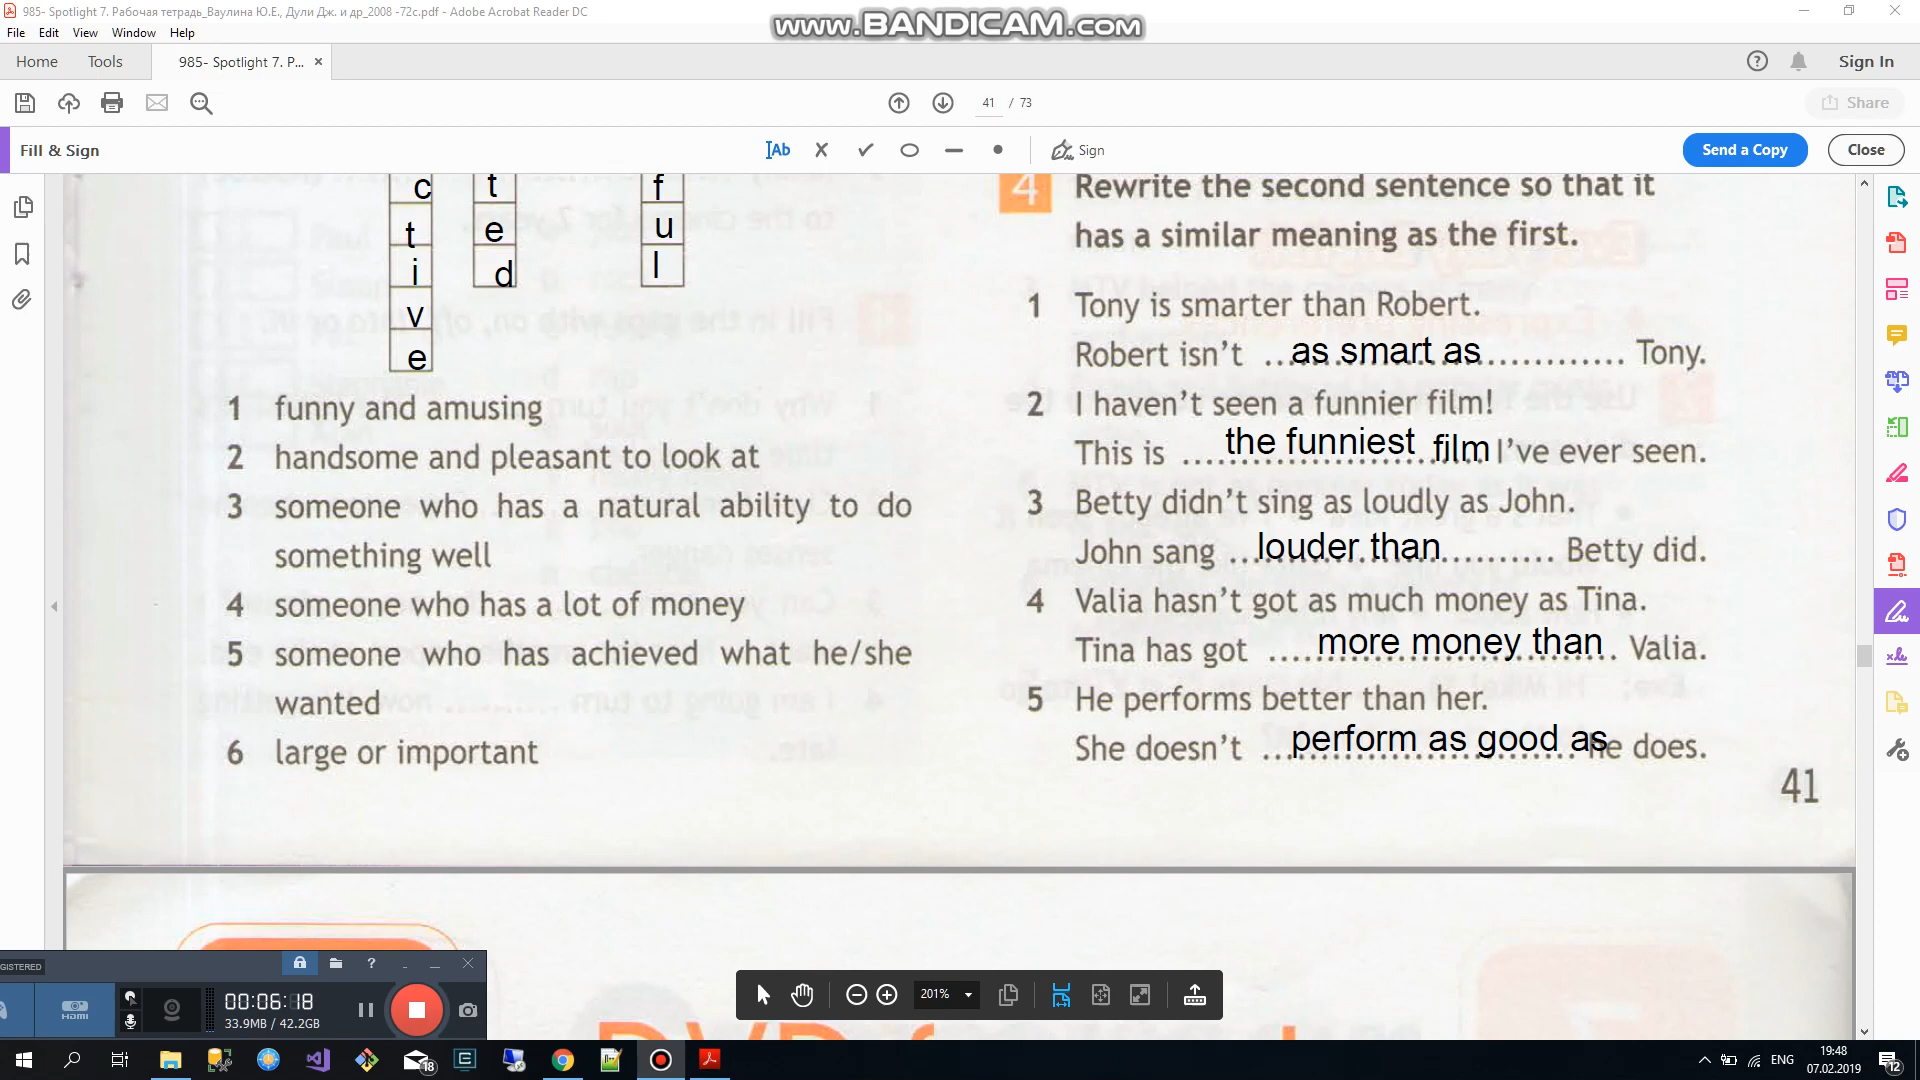 985- Spotlight 7. Рабочая тетрадь_Ваулина Ю.Е., Дули Дж. и др_2008 -72с.pdf - Adobe Acrobat Reader DC
www.BANDICAM.com
File Edit View Window Help
Home Tools 985- Spotlight 7. P... × Sign In
41 / 73 Share
Fill & Sign Ab Sign Send a Copy Close
c t f
t e u
i d l
v
e
1 funny and amusing
2 handsome and pleasant to look at
3 someone who has a natural ability to do
something well
4 someone who has a lot of money
5 someone who has achieved what he/she
wanted
6 large or important
4 Rewrite the second sentence so that it
has a similar meaning as the first.
1 Tony is smarter than Robert.
Robert isn't ...as smart as............... Tony.
2 I haven't seen a funnier film!
This is ....the funniest film I've ever seen.
3 Betty didn't sing as loudly as John.
John sang ...louder than............ Betty did.
4 Valia hasn't got as much money as Tina.
Tina has got ....more money than. Valia.
5 He performs better than her.
She doesn't ...perform as good as he does.
41
GISTERED
00:06:18
33.9MB / 42.2GB
HDMI
201%
18
ENG
19:48
07.02.2019
12